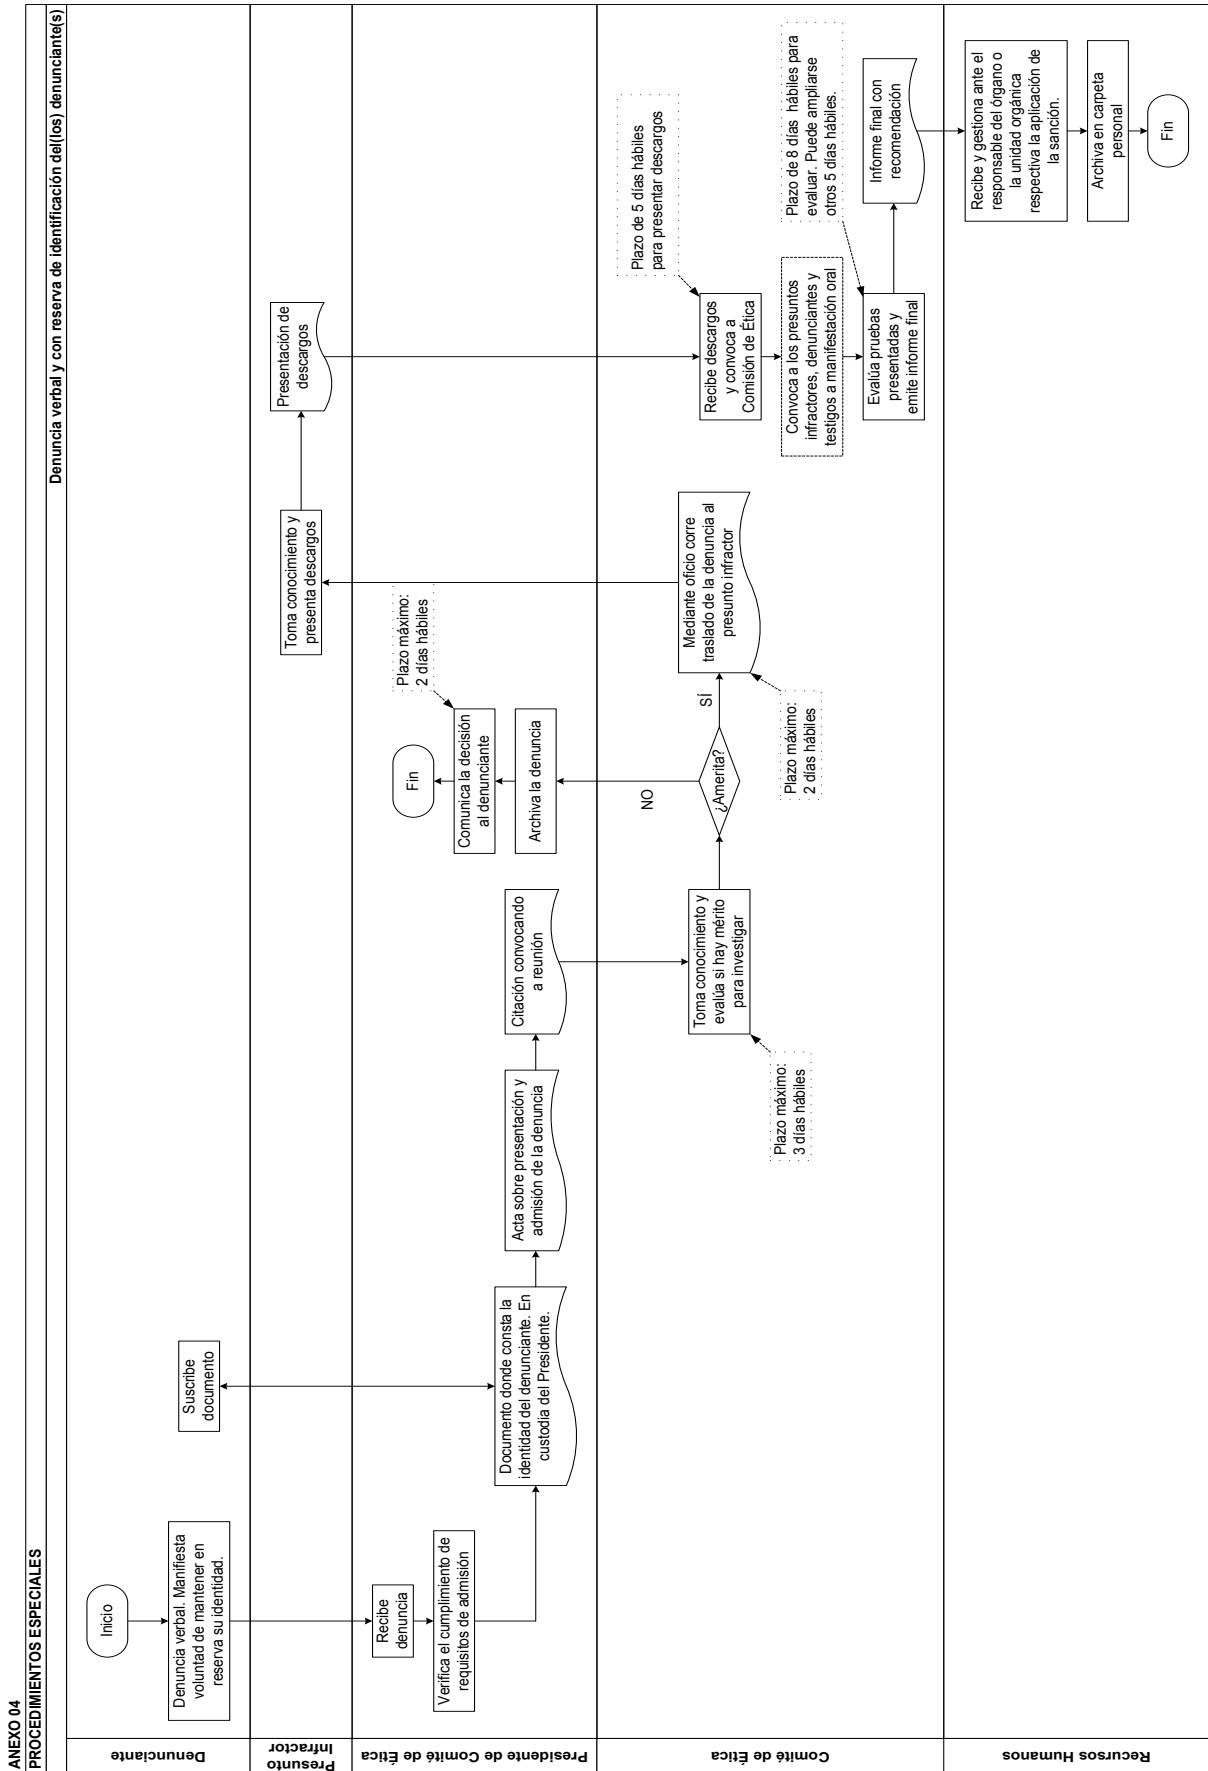 ANEXO 04
PROCEDIMIENTOS ESPECIALES
Denuncia verbal y con reserva de identificación del(los) denunciante(s)
Denunciante
Inicio
Denuncia verbal. Manifiesta
voluntad de mantener en
reserva su identidad.
Suscribe
documento
Presunto
Infractor
Toma conocimiento y
presenta descargos
Presentación de
descargos
Presidente de Comité de Ética
Recibe
denuncia
Verifica el cumplimiento de
requisitos de admisión
Documento donde consta la
identidad del denunciante. En
custodia del Presidente.
Acta sobre presentación y
admisión de la denuncia
Citación convocando
a reunión
Fin
Comunica la decisión
al denunciante
Archiva la denuncia
Plazo máximo:
2 días hábiles
Comité de Ética
Toma conocimiento y
evalúa si hay mérito
para investigar
Plazo máximo:
3 días hábiles
¿Amerita?
NO
SÍ
Mediante oficio corre
traslado de la denuncia al
presunto infractor
Plazo máximo:
2 días hábiles
Plazo de 5 días hábiles
para presentar descargos
Recibe descargos
y convoca a
Comisión de Ética
Convoca a los presuntos
infractores, denunciantes y
testigos a manifestación oral
Plazo de 8 días hábiles para
evaluar. Puede ampliarse
otros 5 días hábiles.
Evalúa pruebas
presentadas y
emite informe final
Informe final con
recomendación
Recursos Humanos
Recibe y gestiona ante el
responsable del órgano o
la unidad orgánica
respectiva la aplicación de
la sanción.
Archiva en carpeta
personal
Fin